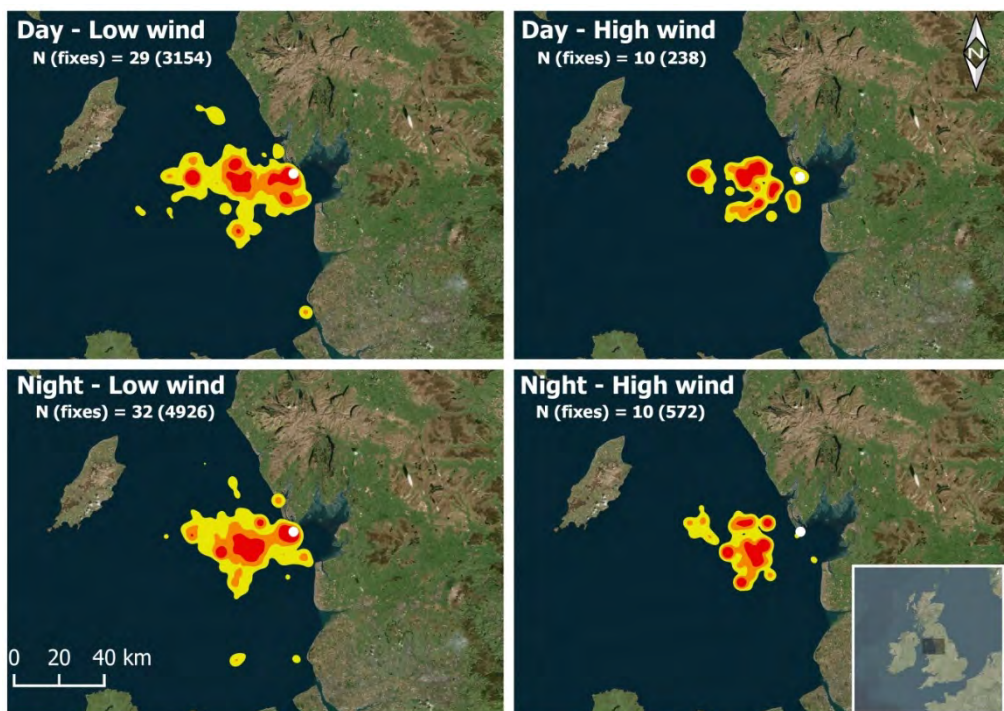 Day - Low wind
N (fixes) = 29 (3154)
Day - High wind
N (fixes) = 10 (238)
N
Night - Low wind
N (fixes) = 32 (4926)
Night - High wind
N (fixes) = 10 (572)
0 20 40 km